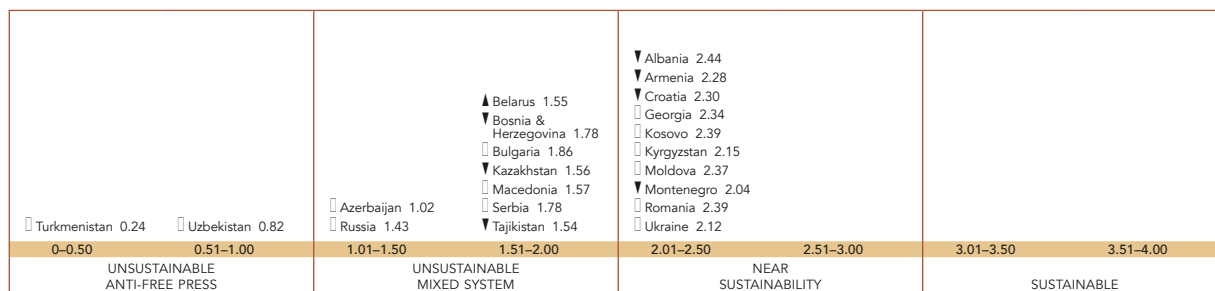 ▼ Albania 2.44
▼ Armenia 2.28
▼ Croatia 2.30
▲ Belarus 1.55
▼ Bosnia &
Herzegovina 1.78
Bulgaria 1.86
▼ Kazakhstan 1.56
Macedonia 1.57
Serbia 1.78
▼ Tajikistan 1.54
Georgia 2.34
Kosovo 2.39
Kyrgyzstan 2.15
Moldova 2.37
▼ Montenegro 2.04
Romania 2.39
Ukraine 2.12
Azerbaijan 1.02
Russia 1.43
Turkmenistan 0.24
Uzbekistan 0.82
0–0.50
0.51–1.00
1.01–1.50
1.51–2.00
2.01–2.50
2.51–3.00
3.01–3.50
3.51–4.00
UNSUSTAINABLE
ANTI-FREE PRESS
UNSUSTAINABLE
MIXED SYSTEM
NEAR
SUSTAINABILITY
SUSTAINABLE